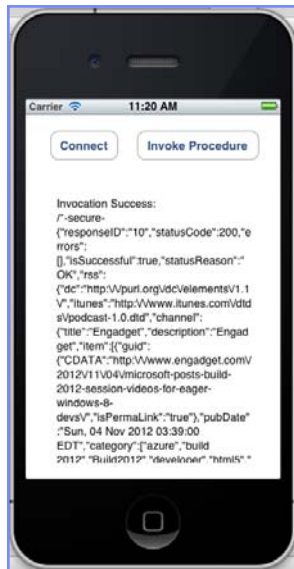 Carrier 11:20 AM
Connect Invoke Procedure
Invocation Success:
/*-secure-
{"responseID":"10","statusCode":200,"e
rrors":
[],"isSuccessful":true,"statusReason":"
OK","rss":
{"dc":"http:\/\/purl.org\/dc\/elements\/1.1
\/","itunes":"http:\/\/www.itunes.com\/dtd
s\/podcast-1.0.dtd","channel":
{"title":"Engadget","description":"Engad
get","item":[{"guid":
{"CDATA":"http:\/\/www.engadget.com\/
2012\/11\/04\/microsoft-posts-build-
2012-session-videos-for-eager-
windows-8-
devs\/","isPermaLink":"true"},"pubDate"
:"Sun, 04 Nov 2012 03:39:00
EDT","category":["azure","build
2012","Build2012","developer","html5","